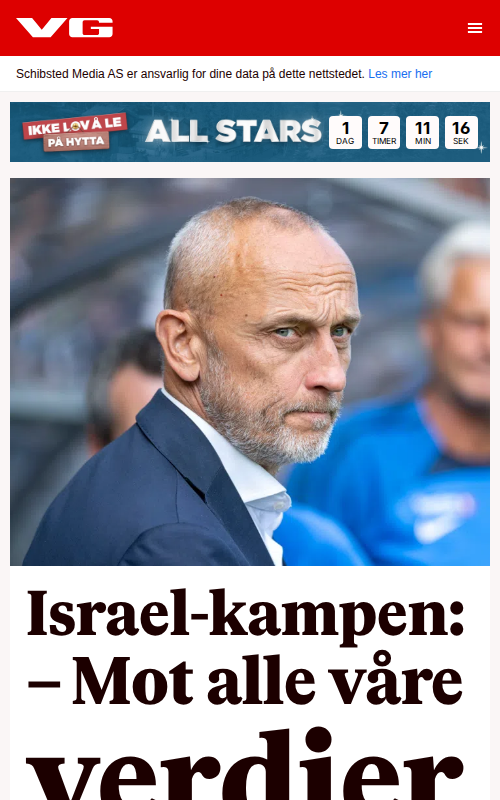 VG
Schibsted Media AS er ansvarlig for dine data på dette nettstedet. Les mer her
IKKE LOV Å LE
PÅ HYTTA
ALL STARS
1 DAG 7 TIMER 11 MIN 16 SEK
Israel-kampen:
– Mot alle våre
verdier